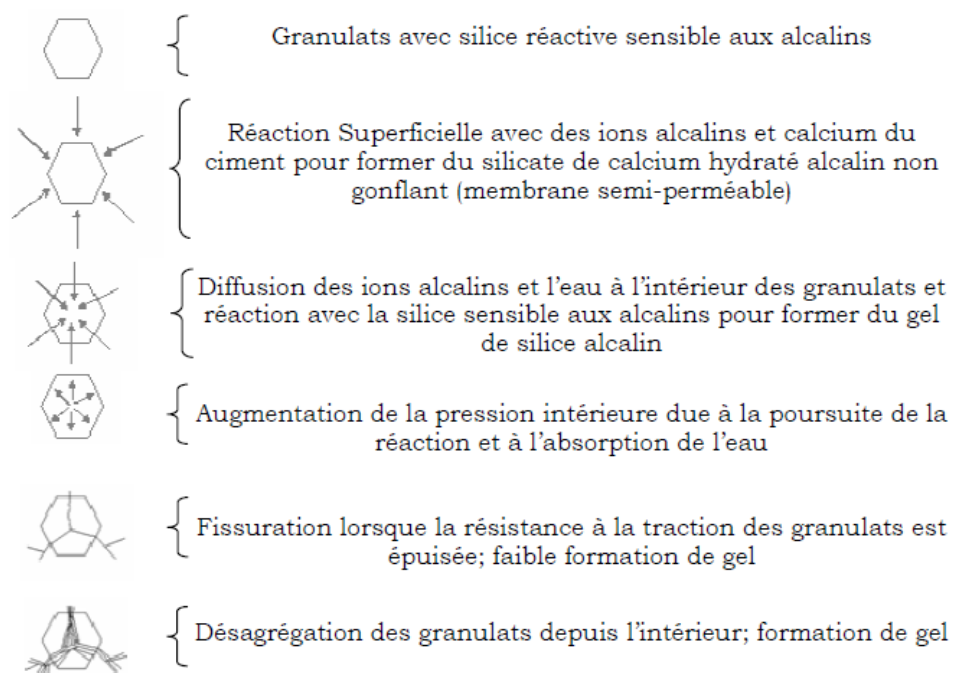 Granulats avec silice réactive sensible aux alcalins
Réaction Superficielle avec des ions alcalins et calcium du
ciment pour former du silicate de calcium hydraté alcalin non
gonflant (membrane semi-perméable)
Diffusion des ions alcalins et l'eau à l'intérieur des granulats et
réaction avec la silice sensible aux alcalins pour former du gel
de silice alcalin
Augmentation de la pression intérieure due à la poursuite de la
réaction et à l'absorption de l'eau
Fissuration lorsque la résistance à la traction des granulats est
épuisée; faible formation de gel
Désagrégation des granulats depuis l'intérieur; formation de gel